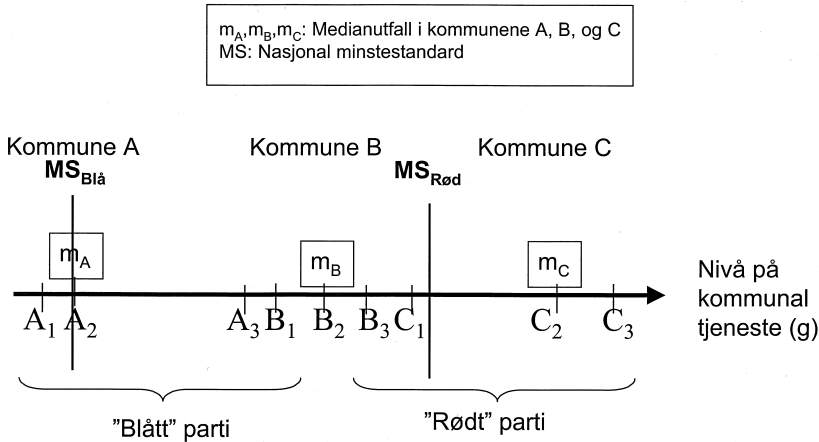 mA,mB,mC: Medianutfall i kommunene A, B, og C
MS: Nasjonal minstestandard
Kommune A
Kommune B
Kommune C
MSBlå
MSRød
mA
mB
mC
Nivå på
kommunal
tjeneste (g)
A1 A2 A3 B1 B2 B3 C1 C2 C3
"Blått" parti
"Rødt" parti